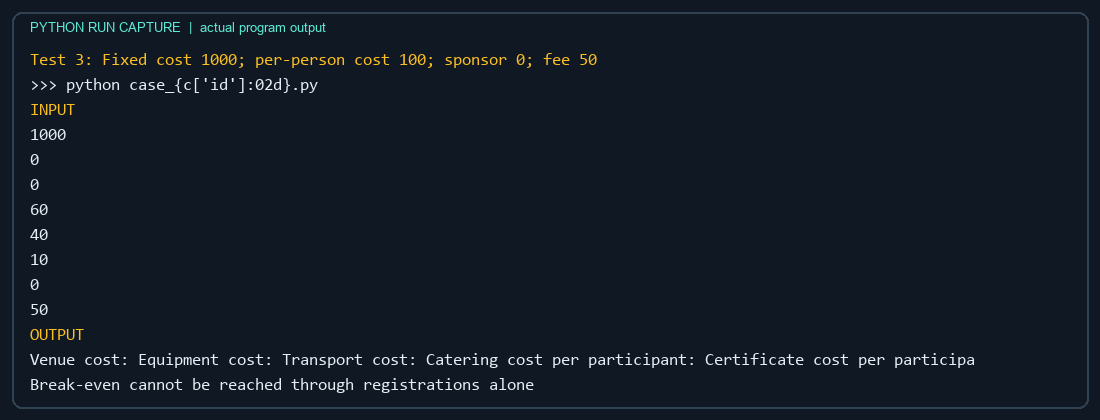 PYTHON RUN CAPTURE | actual program output
Test 3: Fixed cost 1000; per-person cost 100; sponsor 0; fee 50
>>> python case_{c['id']:02d}.py
INPUT
1000
0
0
60
40
10
0
50
OUTPUT
Venue cost: Equipment cost: Transport cost: Catering cost per participant: Certificate cost per participa
Break-even cannot be reached through registrations alone